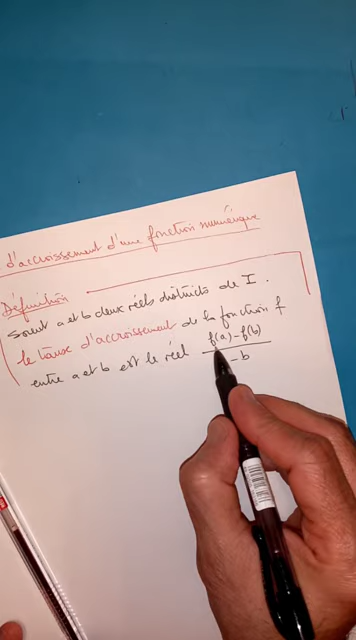 d'accroissement d'une fonction numérique
Définition
Soient a et b deux réels distincts de I.
le taux d'accroissement de la fonction f
entre a et b est le réel f(a) - f(b)
- b